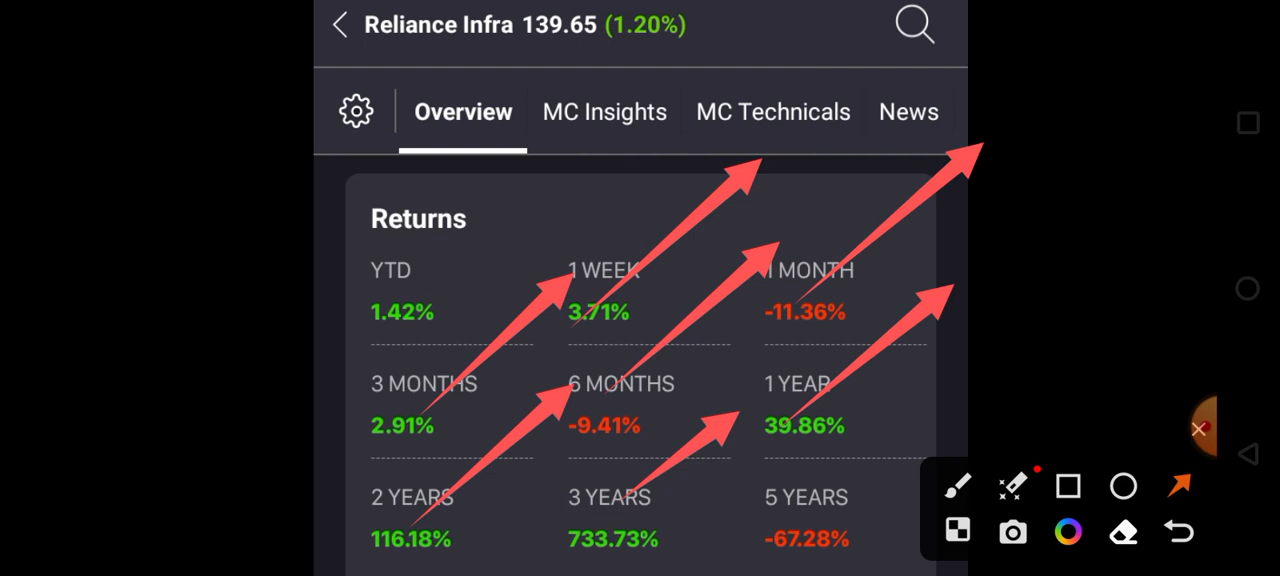 Reliance Infra 139.65 (1.20%)
Overview MC Insights MC Technicals News
Returns
YTD 1 WEEK 1 MONTH
1.42% 3.71% -11.36%
3 MONTHS 6 MONTHS 1 YEAR
2.91% -9.41% 39.86%
2 YEARS 3 YEARS 5 YEARS
116.18% 733.73% -67.28%